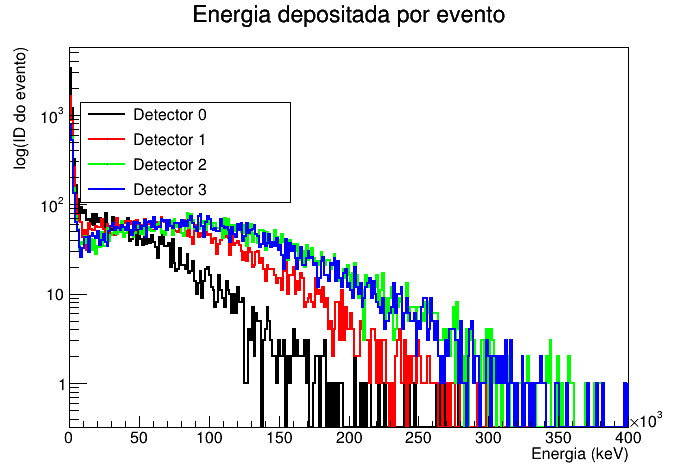 Energia depositada por evento
log(ID do evento)
10³
10²
10
1
Detector 0
Detector 1
Detector 2
Detector 3
0 50 100 150 200 250 300 350 400
×10³
Energia (keV)